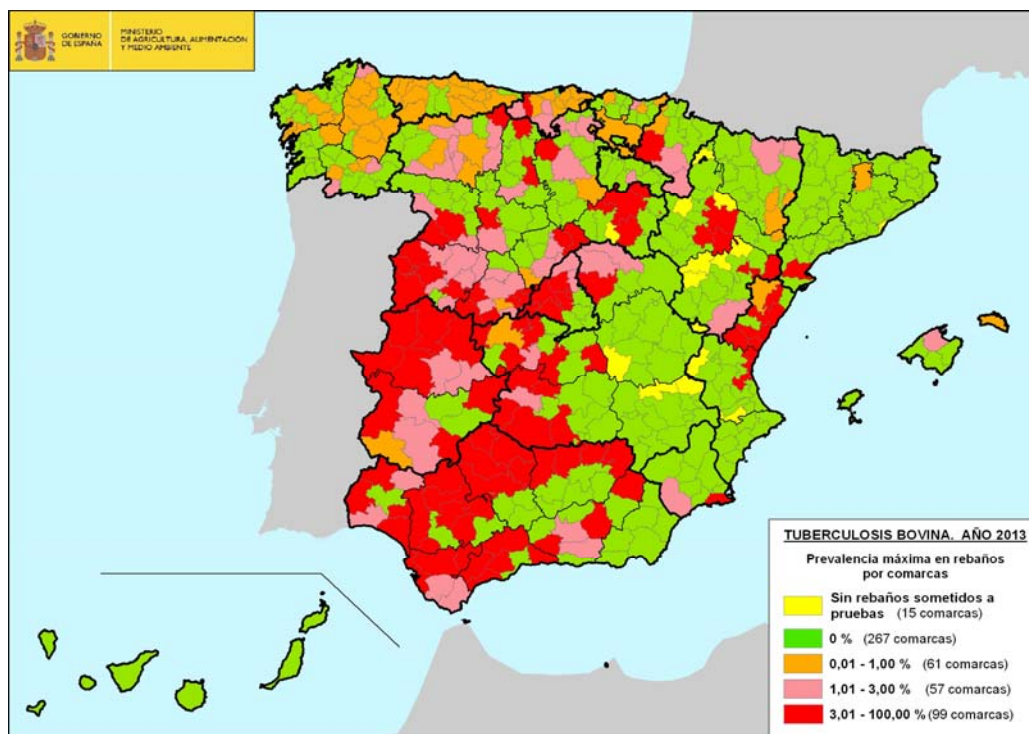 GOBIERNO
DE ESPAÑA
MINISTERIO
DE AGRICULTURA, ALIMENTACIÓN
Y MEDIO AMBIENTE
TUBERCULOSIS BOVINA. AÑO 2013
Prevalencia máxima en rebaños
por comarcas
Sin rebaños sometidos a
pruebas (15 comarcas)
0 % (267 comarcas)
0,01 - 1,00 % (61 comarcas)
1,01 - 3,00 % (57 comarcas)
3,01 - 100,00 % (99 comarcas)